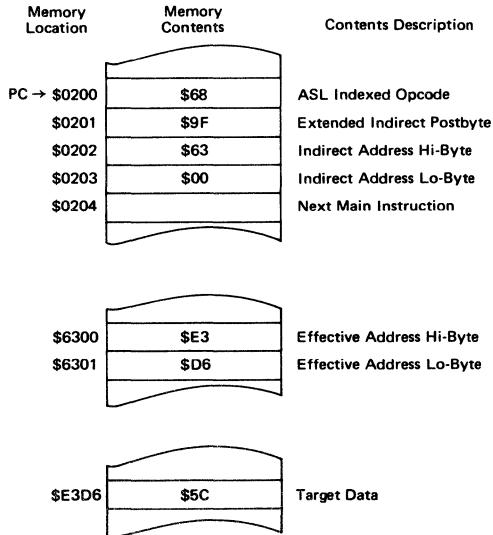 Memory Location Memory Contents Contents Description
PC → $0200 $68 ASL Indexed Opcode
$0201 $9F Extended Indirect Postbyte
$0202 $63 Indirect Address Hi-Byte
$0203 $00 Indirect Address Lo-Byte
$0204 Next Main Instruction
$6300 $E3 Effective Address Hi-Byte
$6301 $D6 Effective Address Lo-Byte
$E3D6 $5C Target Data